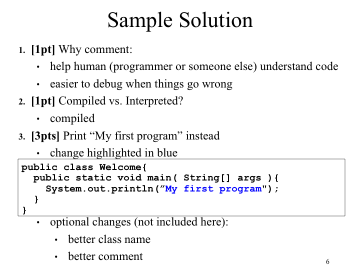 Sample Solution
1. [1pt] Why comment:
• help human (programmer or someone else) understand code
• easier to debug when things go wrong
2. [1pt] Compiled vs. Interpreted?
• compiled
3. [3pts] Print “My first program” instead
• change highlighted in blue
public class Welcome{
public static void main( String[] args ){
System.out.println(”My first program");
}
}
• optional changes (not included here):
• better class name
• better comment
6